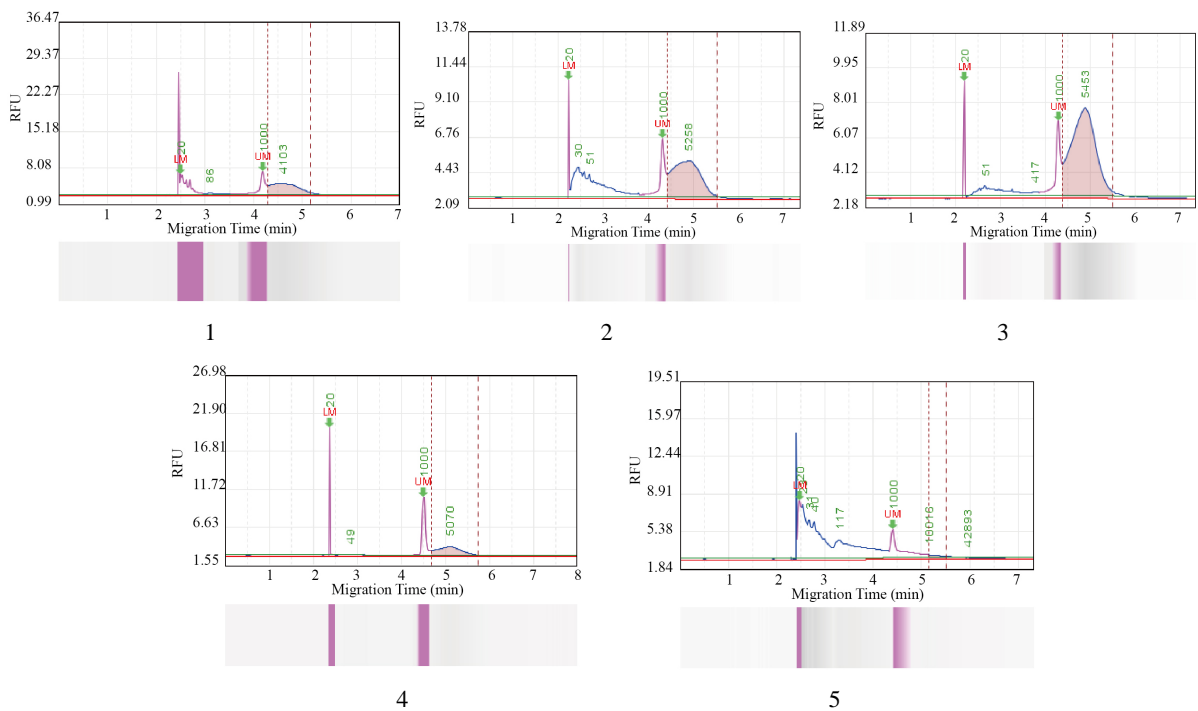 36.47
29.37
22.27
15.18
8.08
0.99
RFU
LM
20
86
UM
1000
4103
1 2 3 4 5 6 7
Migration Time (min)
1
13.78
11.44
9.10
6.76
4.43
2.09
RFU
LM
20
30
51
UM
1000
5258
1 2 3 4 5 6 7
Migration Time (min)
2
11.89
9.95
8.01
6.07
4.12
2.18
RFU
LM
20
51
417
UM
1000
5453
1 2 3 4 5 6 7
Migration Time (min)
3
26.98
21.90
16.81
11.72
6.63
1.55
RFU
LM
20
49
UM
1000
5070
1 2 3 4 5 6 7 8
Migration Time (min)
4
19.51
15.97
12.44
8.91
5.38
1.84
RFU
LM
20
31
40
117
UM
1000
10016
42893
1 2 3 4 5 6 7
Migration Time (min)
5